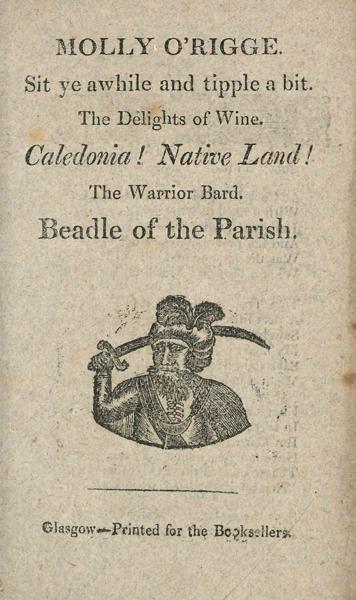 MOLLY O'RIGGE.
Sit ye awhile and tipple a bit.
The Delights of Wine.
Caledonia! Native Land!
The Warrior Bard.
Beadle of the Parish.
Glasgow—Printed for the Booksellers.